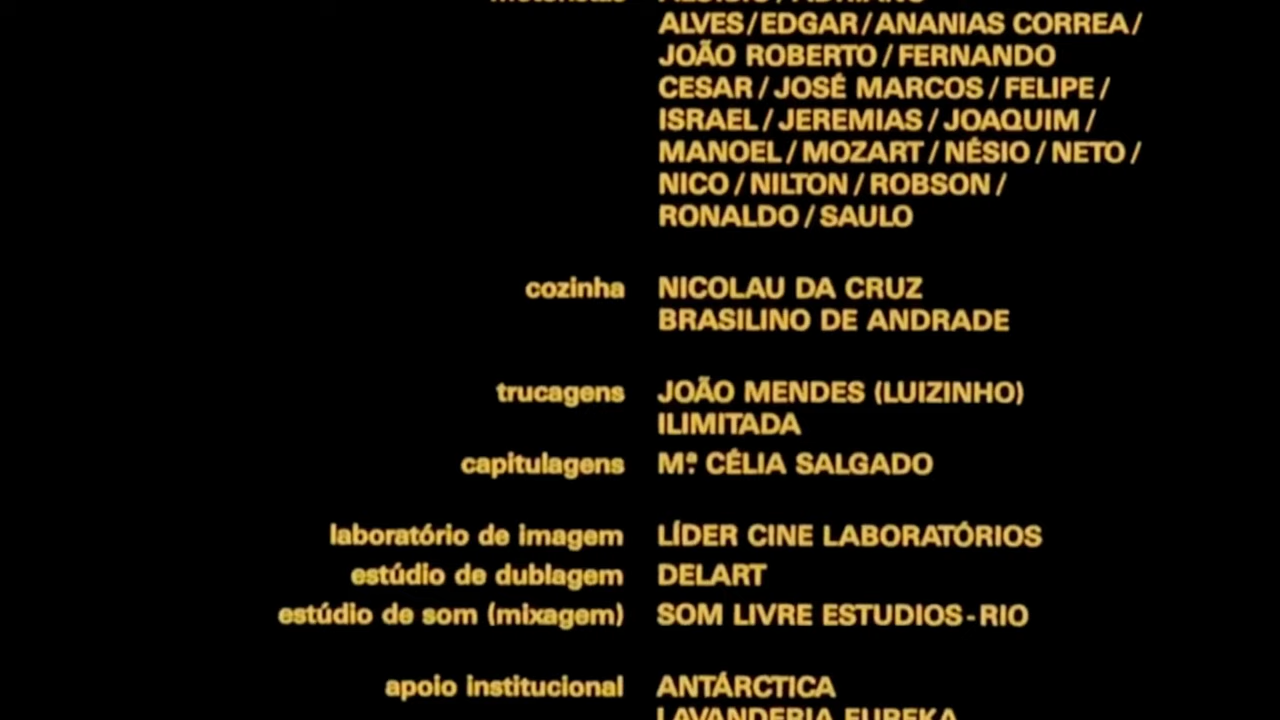 ALVES/EDGAR/ANANIAS CORREA/
JOÃO ROBERTO/FERNANDO
CESAR/JOSÉ MARCOS/FELIPE/
ISRAEL/JEREMIAS/JOAQUIM/
MANOEL/MOZART/NÉSIO/NETO/
NICO/NILTON/ROBSON/
RONALDO/SAULO
cozinha NICOLAU DA CRUZ
BRASILINO DE ANDRADE
trucagens JOÃO MENDES (LUIZINHO)
ILIMITADA
capitulagens Mª CÉLIA SALGADO
laboratório de imagem LÍDER CINE LABORATÓRIOS
estúdio de dublagem DELART
estúdio de som (mixagem) SOM LIVRE ESTUDIOS-RIO
apoio institucional ANTÁRCTICA
LAVANDERIA EUREKA